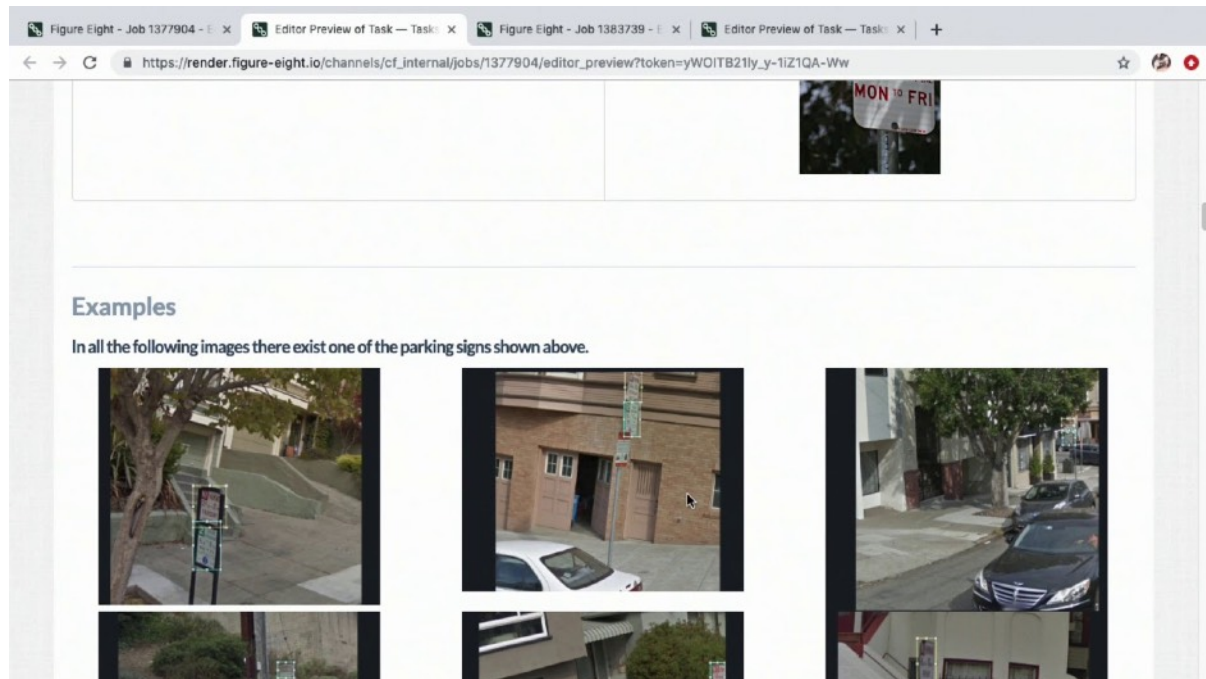 Figure Eight - Job 1377904 - E
Editor Preview of Task — Tasks
Figure Eight - Job 1383739 - E
Editor Preview of Task — Tasks
https://render.figure-eight.io/channels/cf_internal/jobs/1377904/editor_preview?token=yWOITB21ly_y-1iZ1QA-Ww
MON TO FRI
Examples
In all the following images there exist one of the parking signs shown above.